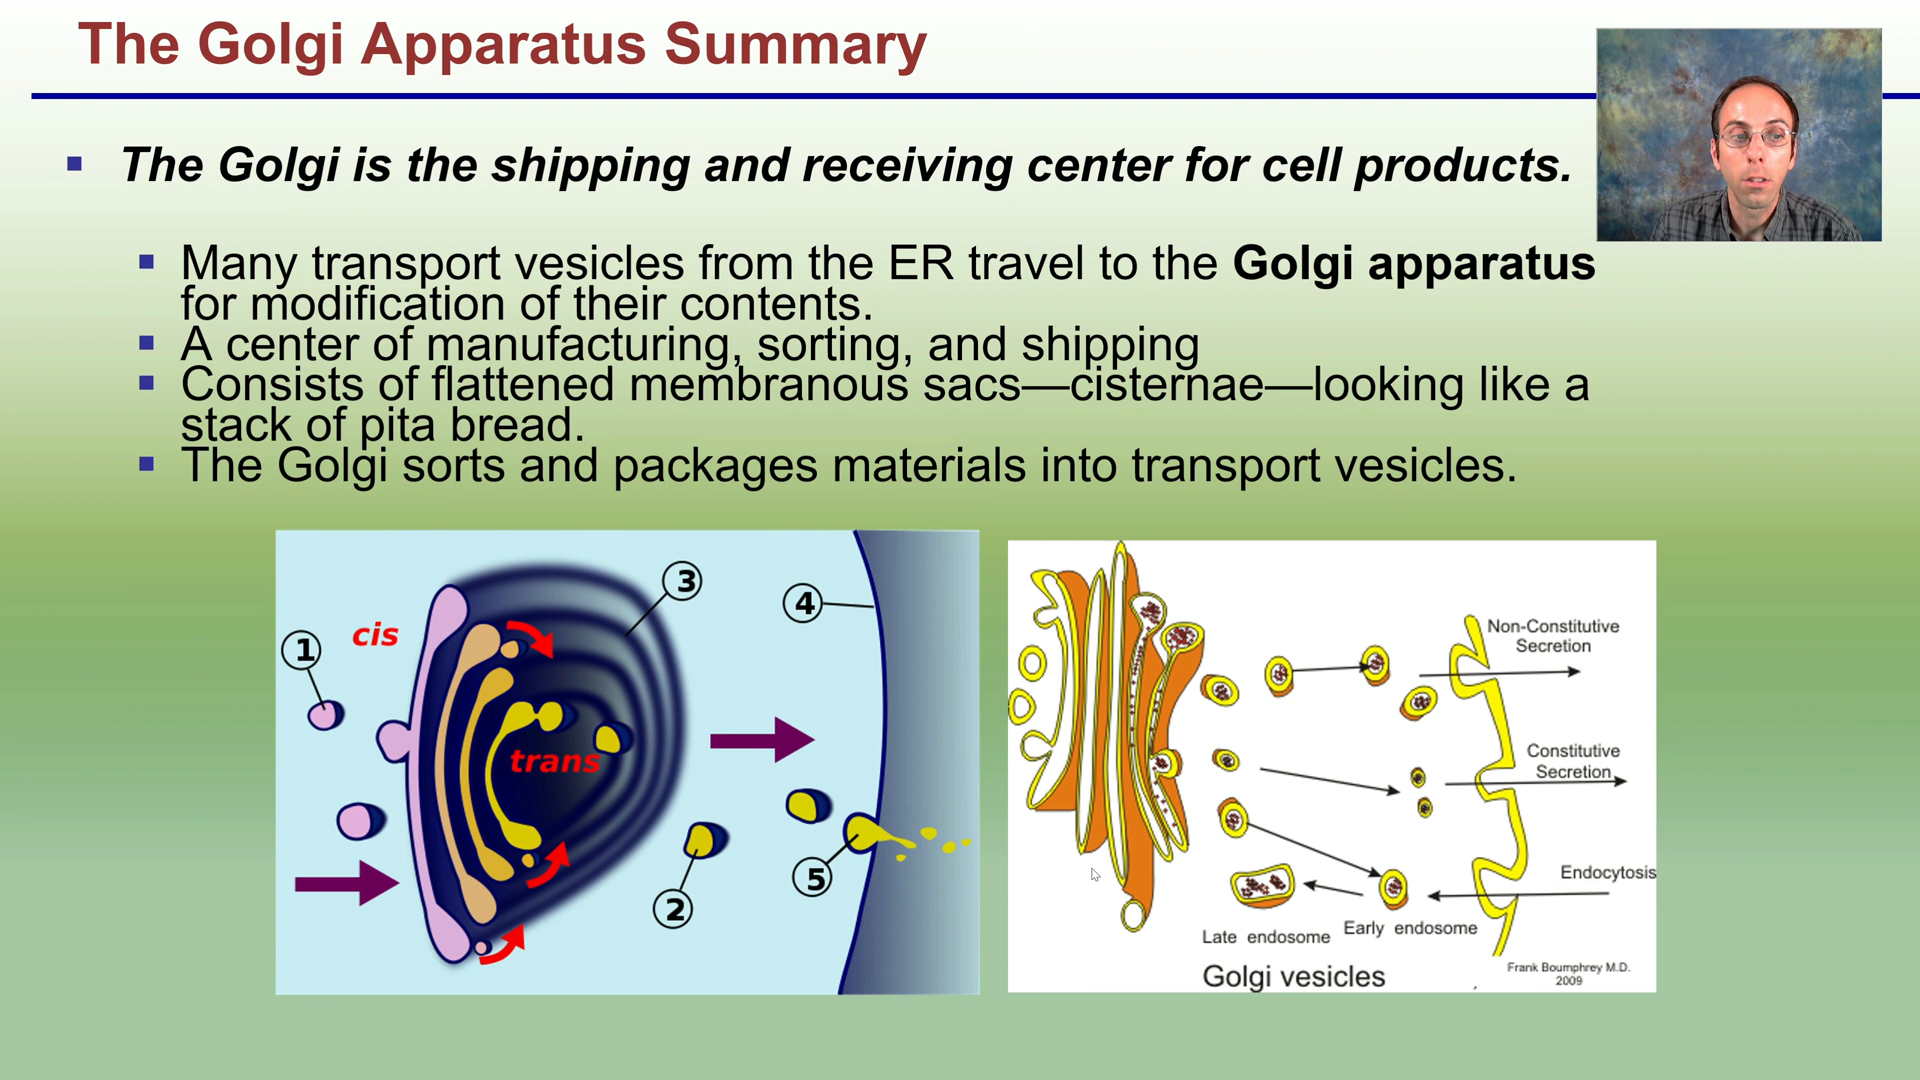 The Golgi Apparatus Summary
The Golgi is the shipping and receiving center for cell products.
Many transport vesicles from the ER travel to the Golgi apparatus
for modification of their contents.
A center of manufacturing, sorting, and shipping
Consists of flattened membranous sacs—cisternae—looking like a
stack of pita bread.
The Golgi sorts and packages materials into transport vesicles.
3
4
1
cis
trans
5
2
Non-Constitutive
Secretion
Constitutive
Secretion
Endocytosis
Early endosome
Late endosome
Golgi vesicles
Frank Boumphrey M.D.
2009